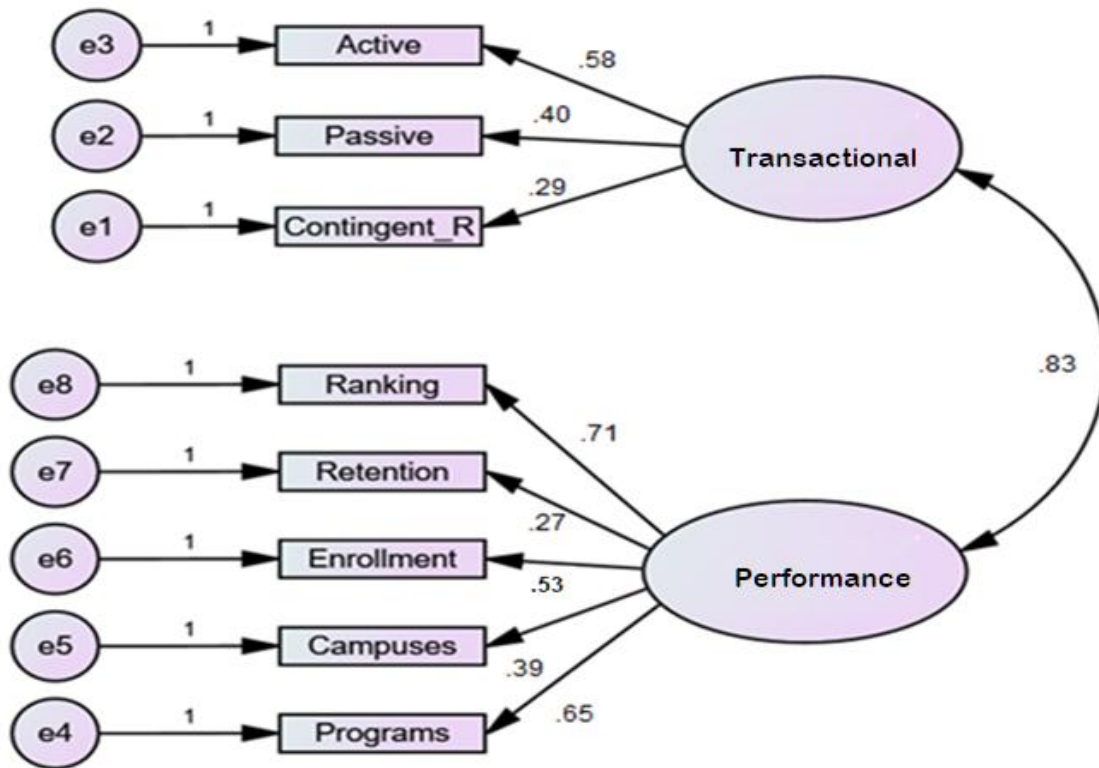 e3
1
Active
.58
e2
1
Passive
.40
Transactional
e1
1
Contingent_R
.29
.83
e8
1
Ranking
.71
e7
1
Retention
.27
e6
1
Enrollment
.53
Performance
e5
1
Campuses
.39
e4
1
Programs
.65